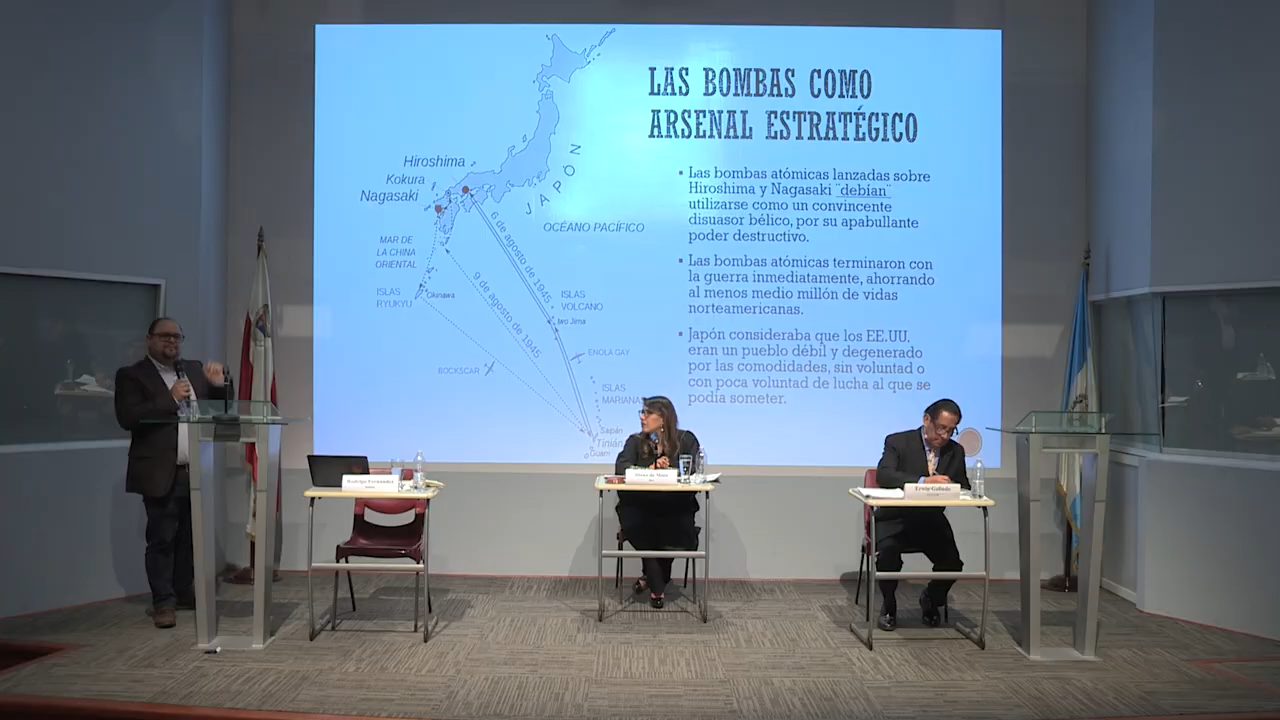 LAS BOMBAS COMO
ARSENAL ESTRATÉGICO
▪ Las bombas atómicas lanzadas sobre
Hiroshima y Nagasaki ¨debían¨
utilizarse como un convincente
disuasor bélico, por su apabullante
poder destructivo.
▪ Las bombas atómicas terminaron con
la guerra inmediatamente, ahorrando
al menos medio millón de vidas
norteamericanas.
▪ Japón consideraba que los EE.UU.
eran un pueblo débil y degenerado
por las comodidades, sin voluntad o
con poca voluntad de lucha al que se
podía someter.
Hiroshima
Kokura
Nagasaki
JAPÓN
OCÉANO PACÍFICO
MAR DE
LA CHINA
ORIENTAL
6 de agosto de 1945
9 de agosto de 1945
ISLAS
RYUKYU
Okinawa
ISLAS
VOLCANO
Iwo Jima
ENOLA GAY
BOCKSCAR
ISLAS
MARIANA
Saipán
Tinián
Guam
Rodrigo Fernández